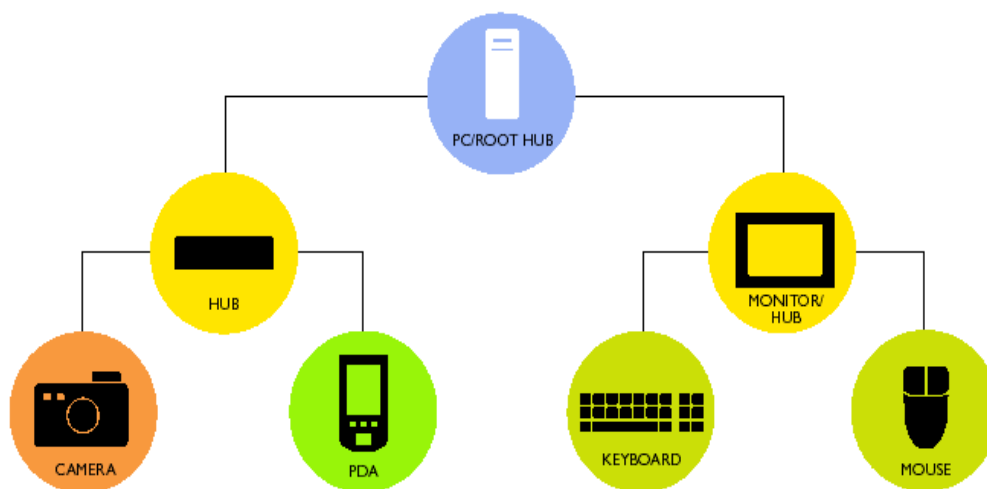 PC/ROOT HUB
HUB
MONITOR/
HUB
CAMERA
PDA
KEYBOARD
MOUSE